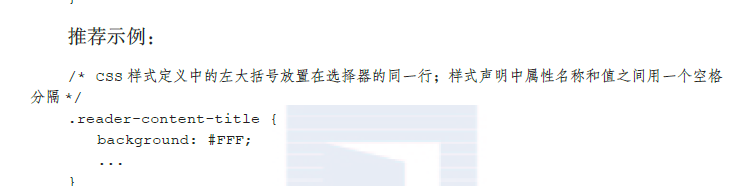 }
推荐示例：
/* CSS 样式定义中的左大括号放置在选择器的同一行；样式声明中属性名称和值之间用一个空格
分隔 */
.reader-content-title {
background: #FFF;
...
}